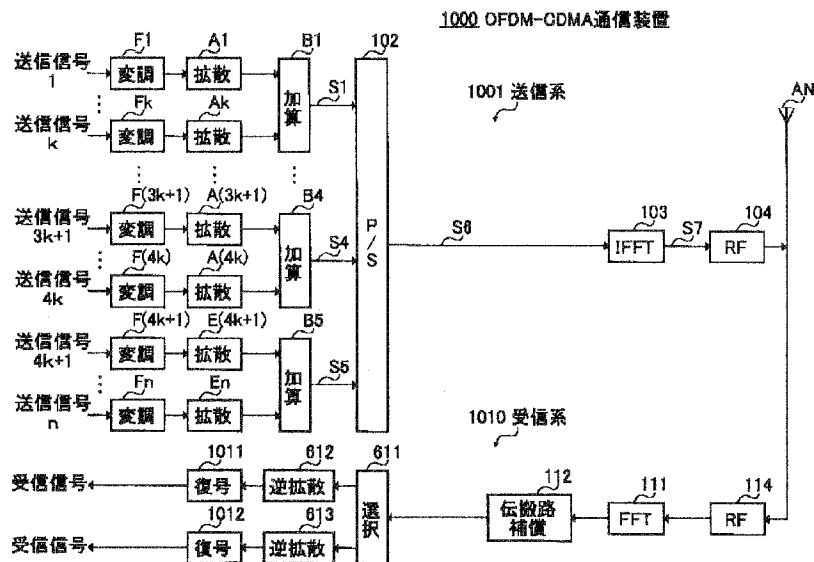 1000 OFDM-CDMA通信装置
F1 A1 B1 102
送信信号
1
変調 拡散 加算 S1
1001 送信系
AN
Fk Ak
送信信号
k
変調 拡散
F(3k+1) A(3k+1) B4
送信信号
3k+1
変調 拡散 加算 S4
P/S
S6
103 S7 104
IFFT RF
F(4k) A(4k)
送信信号
4k
変調 拡散
F(4k+1) E(4k+1) B5
送信信号
4k+1
変調 拡散 加算 S5
Fn En
送信信号
n
変調 拡散
1010 受信系
1011 612 611
受信信号 復号 逆拡散 選択
112 111 114
伝搬路
補償
FFT RF
1012 613
受信信号 復号 逆拡散